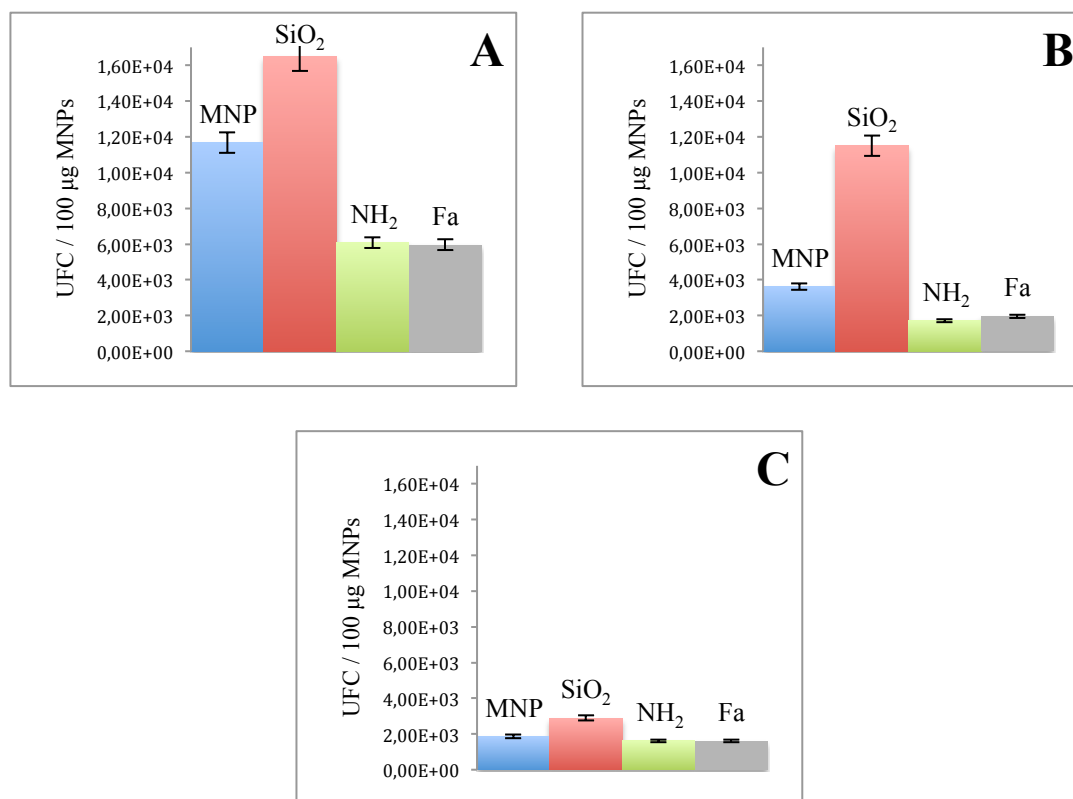 A
UFC / 100 µg MNPs
1,60E+04
1,40E+04
1,20E+04
1,00E+04
8,00E+03
6,00E+03
4,00E+03
2,00E+03
0,00E+00
MNP
SiO₂
NH₂
Fa
B
UFC / 100 µg MNPs
1,60E+04
1,40E+04
1,20E+04
1,00E+04
8,00E+03
6,00E+03
4,00E+03
2,00E+03
0,00E+00
MNP
SiO₂
NH₂
Fa
C
UFC / 100 µg MNPs
1,60E+04
1,40E+04
1,20E+04
1,00E+04
8,00E+03
6,00E+03
4,00E+03
2,00E+03
0,00E+00
MNP
SiO₂
NH₂
Fa